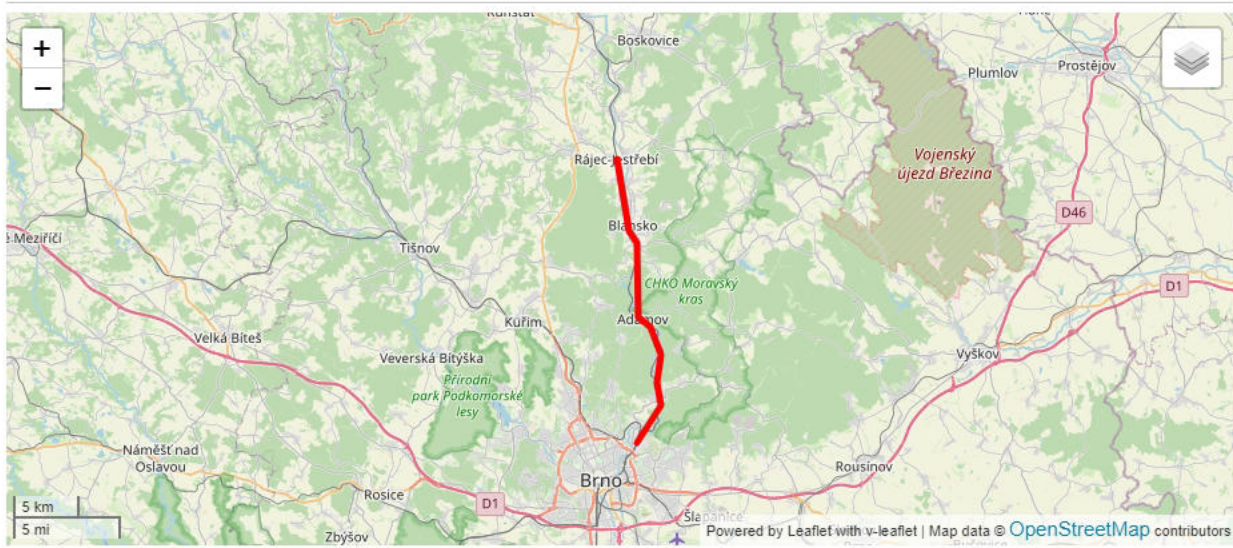 Kunštát
Boskovice
+
−
Prostějov
Plumlov
Rájec-Jestřebí
Vojenský
újezd Březina
D46
Blansko
Meziříčí
Tišnov
CHKO Moravský
kras
D1
Adamov
Kuřim
Velká Bíteš
Veverská Bítýška
Vyškov
Přírodní
park Podkomorské
lesy
Náměšť nad
Oslavou
Rousínov
Brno
Rosice
D1
5 km
5 mi
Zbýšov
Šlapanice
Powered by Leaflet with v-leaflet | Map data © OpenStreetMap contributors